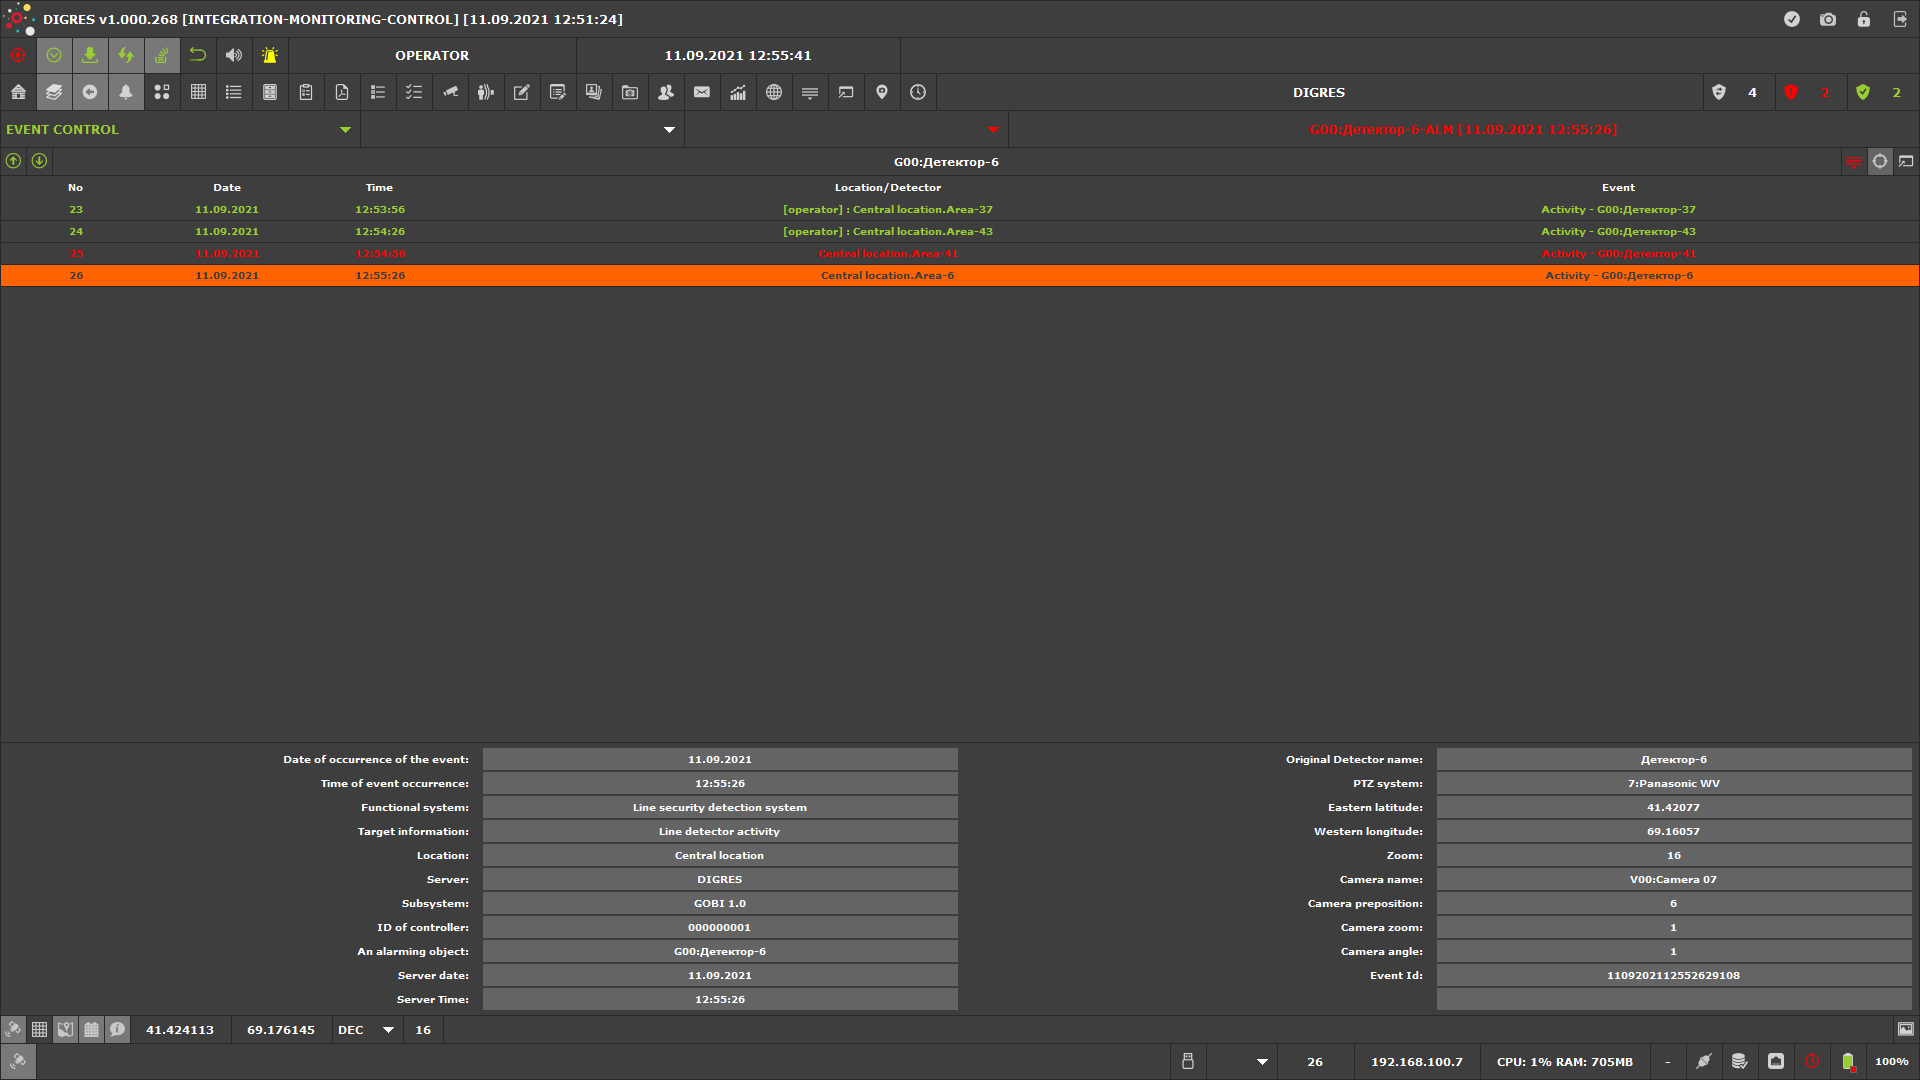 DIGRES v1.000.268 [INTEGRATION-MONITORING-CONTROL] [11.09.2021 12:51:24]
OPERATOR 11.09.2021 12:55:41
DIGRES 4 2 2
EVENT CONTROL G00:Детектор-6-ALM [11.09.2021 12:55:26]
G00:Детектор-6
No Date Time Location/Detector Event
23 11.09.2021 12:53:56 [operator] : Central location.Area-37 Activity - G00:Детектор-37
24 11.09.2021 12:54:26 [operator] : Central location.Area-43 Activity - G00:Детектор-43
25 11.09.2021 12:54:56 Central location.Area-41 Activity - G00:Детектор-41
26 11.09.2021 12:55:26 Central location.Area-6 Activity - G00:Детектор-6
Date of occurrence of the event: 11.09.2021 Original Detector name: Детектор-6
Time of event occurrence: 12:55:26 PTZ system: 7:Panasonic WV
Functional system: Line security detection system Eastern latitude: 41.42077
Target information: Line detector activity Western longitude: 69.16057
Location: Central location Zoom: 16
Server: DIGRES Camera name: V00:Camera 07
Subsystem: GOBI 1.0 Camera preposition: 6
ID of controller: 000000001 Camera zoom: 1
An alarming object: G00:Детектор-6 Camera angle: 1
Server date: 11.09.2021 Event Id: 1109202112552629108
Server Time: 12:55:26
41.424113 69.176145 DEC 16
26 192.168.100.7 CPU: 1% RAM: 705MB - 100%